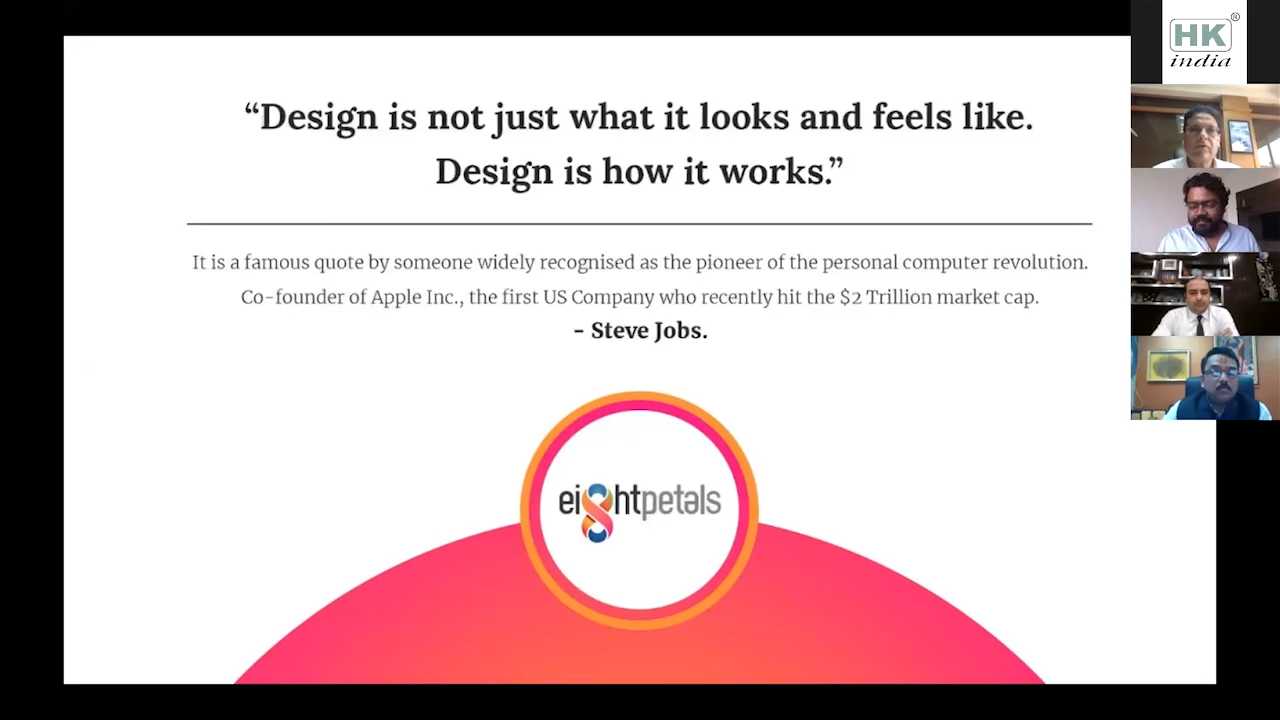 “Design is not just what it looks and feels like.
Design is how it works.”
It is a famous quote by someone widely recognised as the pioneer of the personal computer revolution.
Co-founder of Apple Inc., the first US Company who recently hit the $2 Trillion market cap.
- Steve Jobs.
ei8htpetals
HK®
india